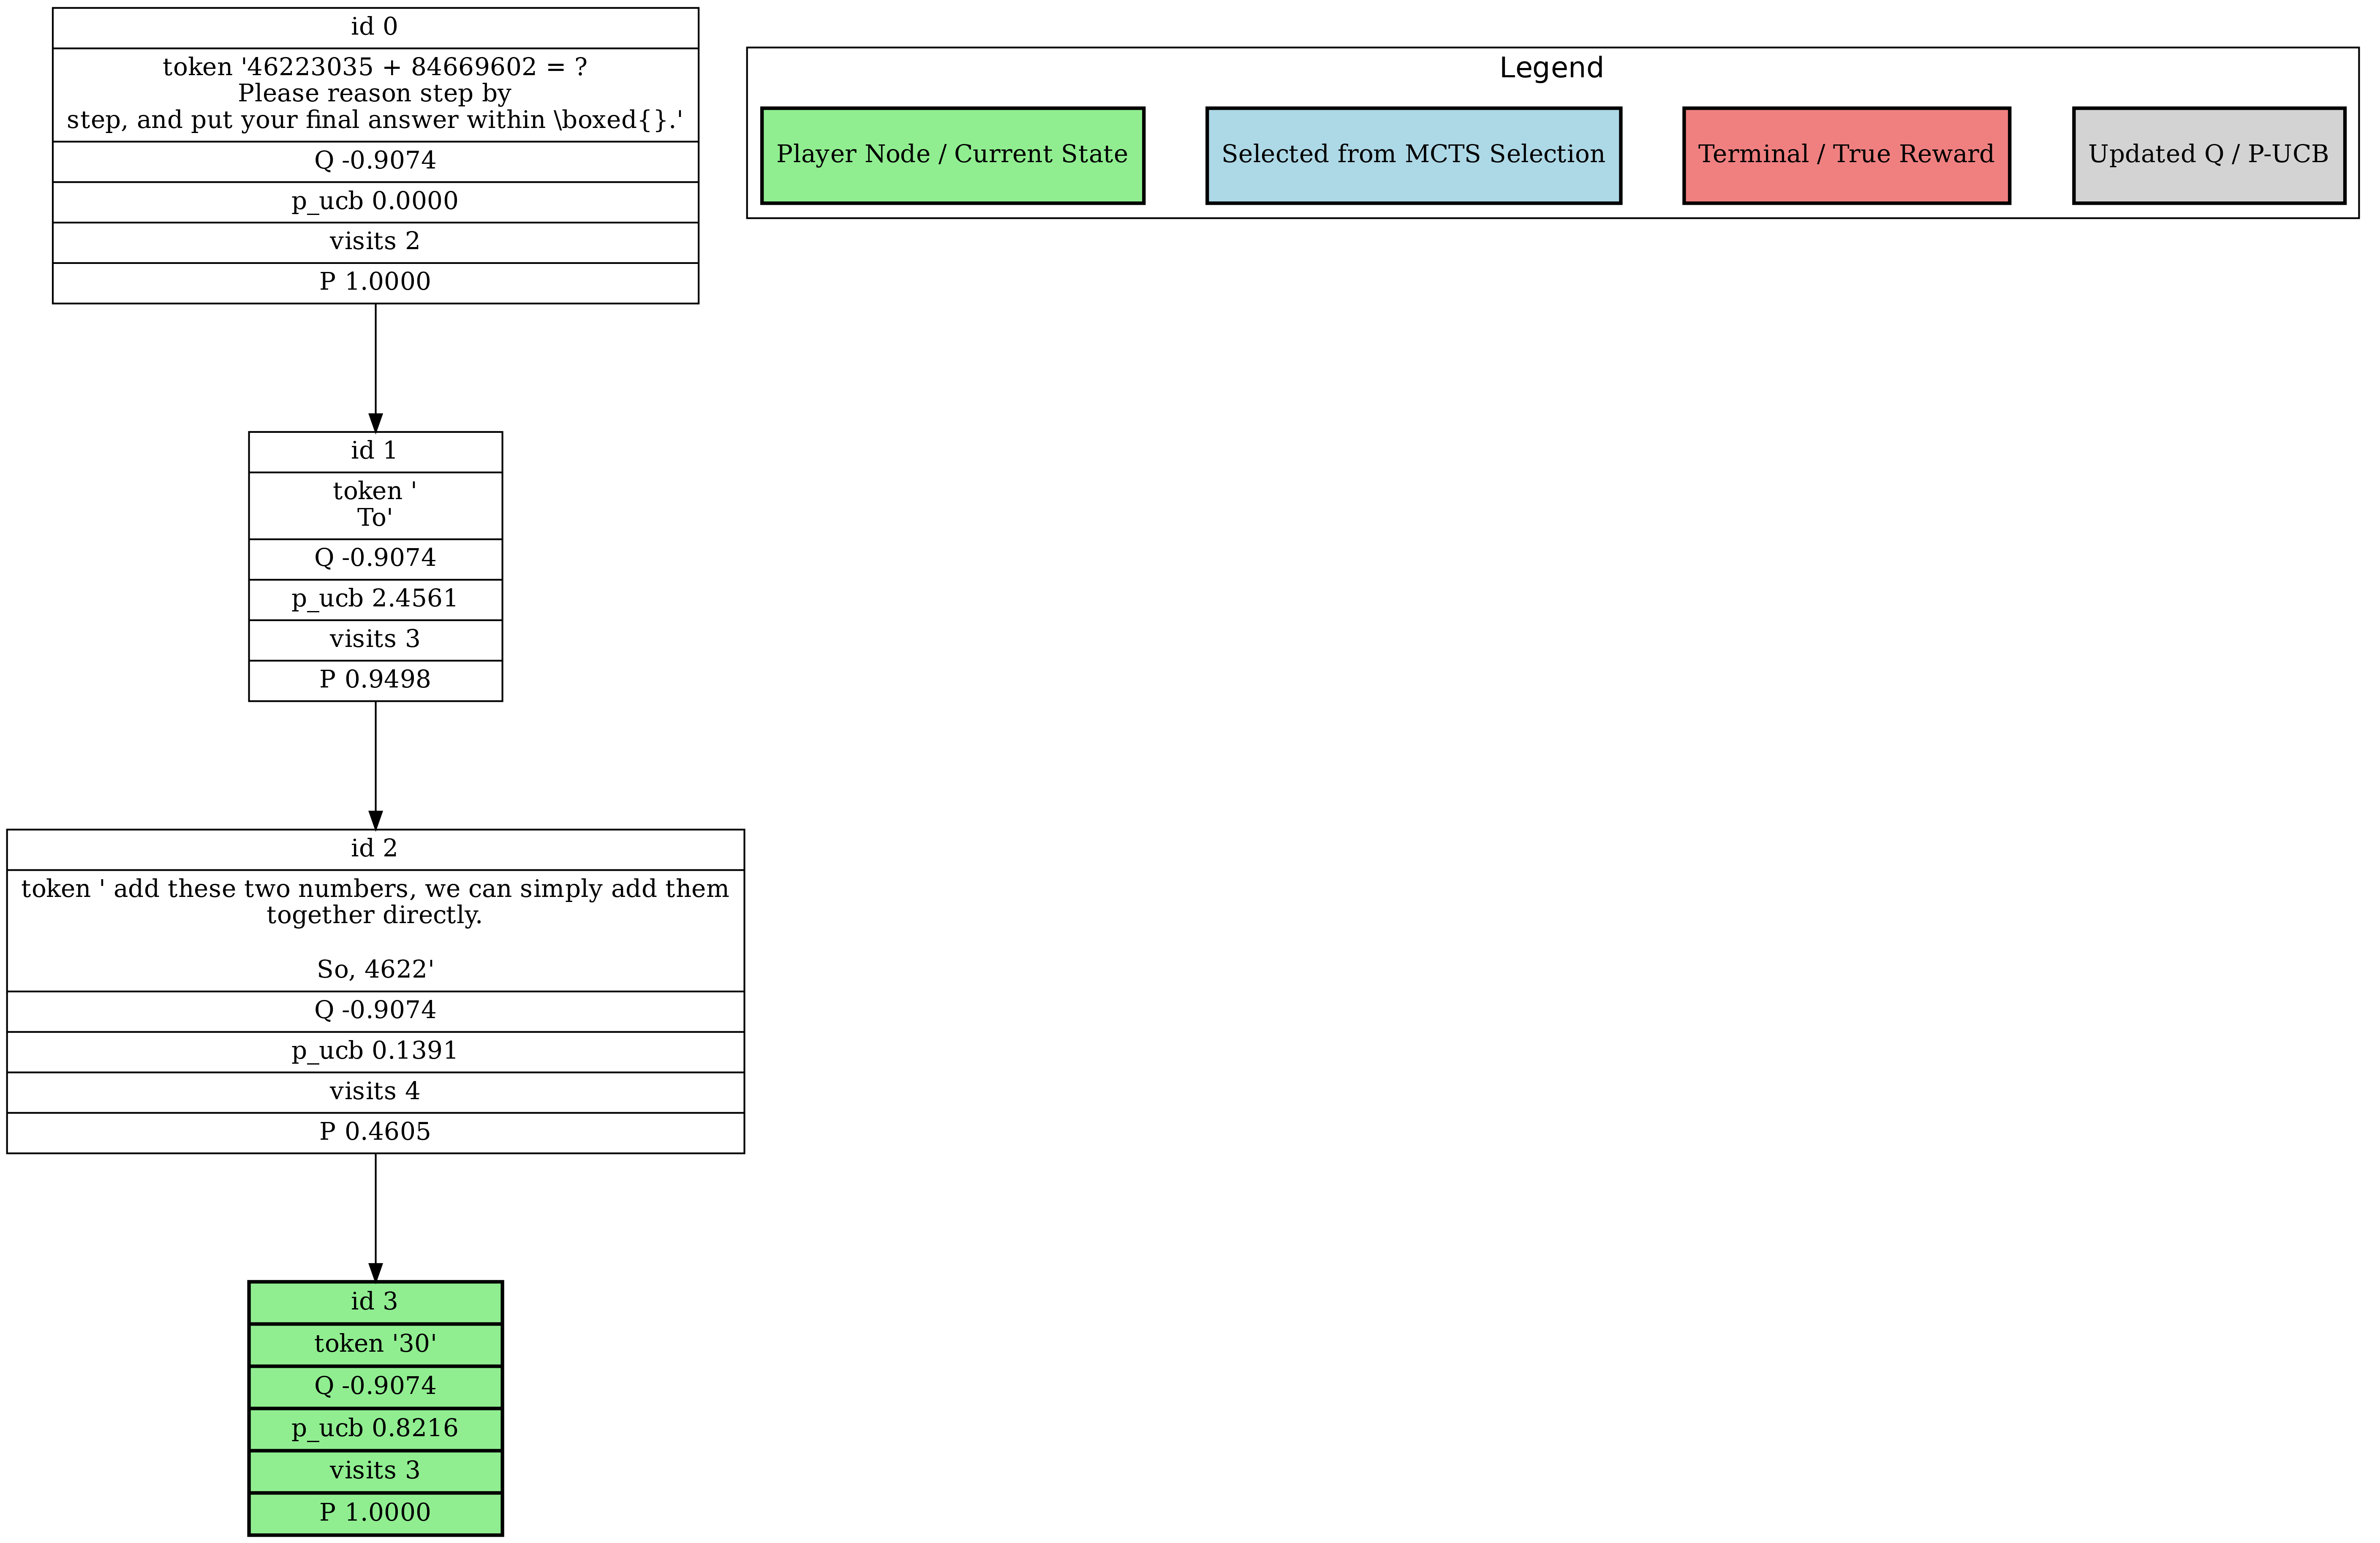 id 0
token '46223035 + 84669602 = ?
Please reason step by
step, and put your final answer within \boxed{}.'
Q -0.9074
p_ucb 0.0000
visits 2
P 1.0000
Legend
Player Node / Current State
Selected from MCTS Selection
Terminal / True Reward
Updated Q / P-UCB
id 1
token '
To'
Q -0.9074
p_ucb 2.4561
visits 3
P 0.9498
id 2
token ' add these two numbers, we can simply add them
together directly.
So, 4622'
Q -0.9074
p_ucb 0.1391
visits 4
P 0.4605
id 3
token '30'
Q -0.9074
p_ucb 0.8216
visits 3
P 1.0000